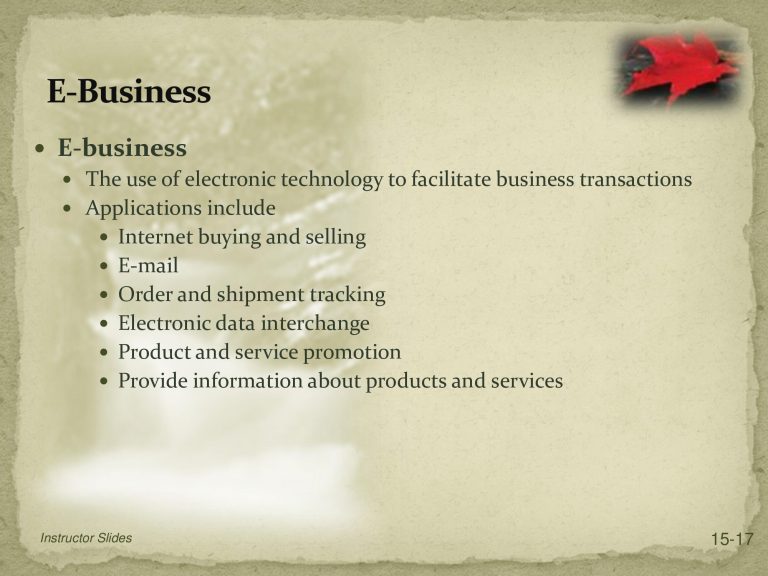 E-Business
• E-business
• The use of electronic technology to facilitate business transactions
• Applications include
• Internet buying and selling
• E-mail
• Order and shipment tracking
• Electronic data interchange
• Product and service promotion
• Provide information about products and services
Instructor Slides
15-17